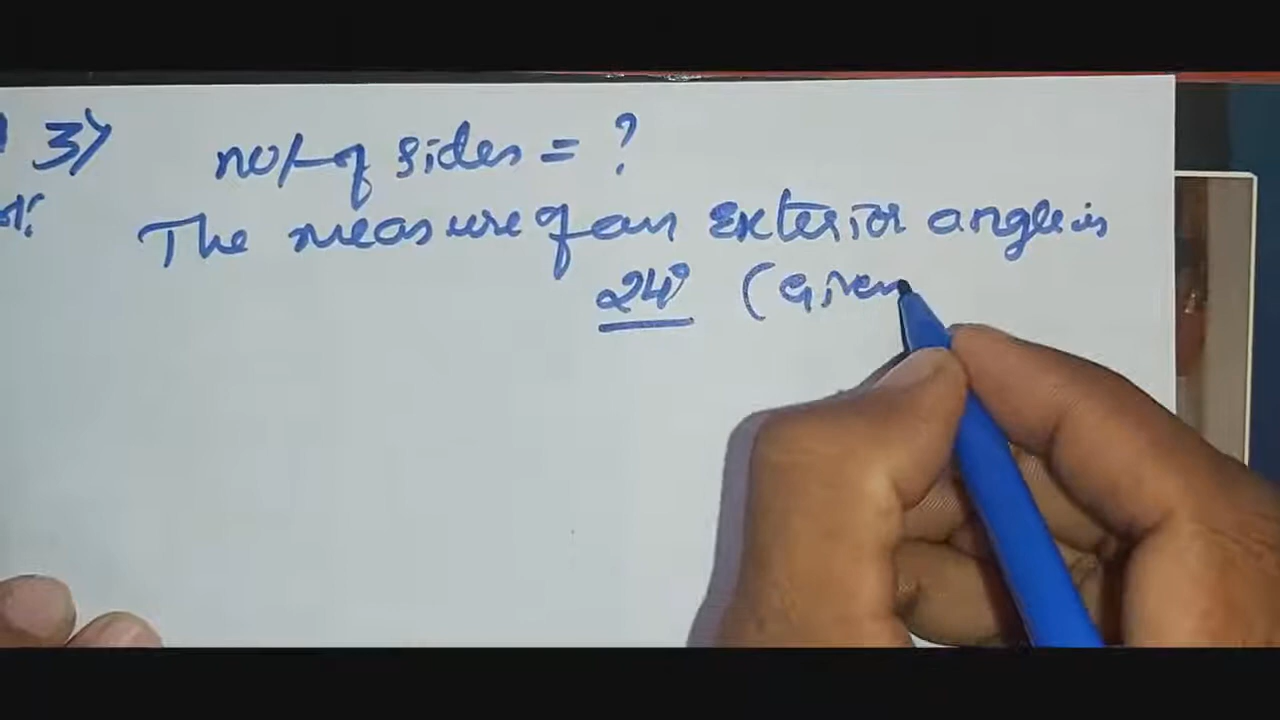 3) no/- of sides = ?
The measure of an Exterior angle is
24° (Given